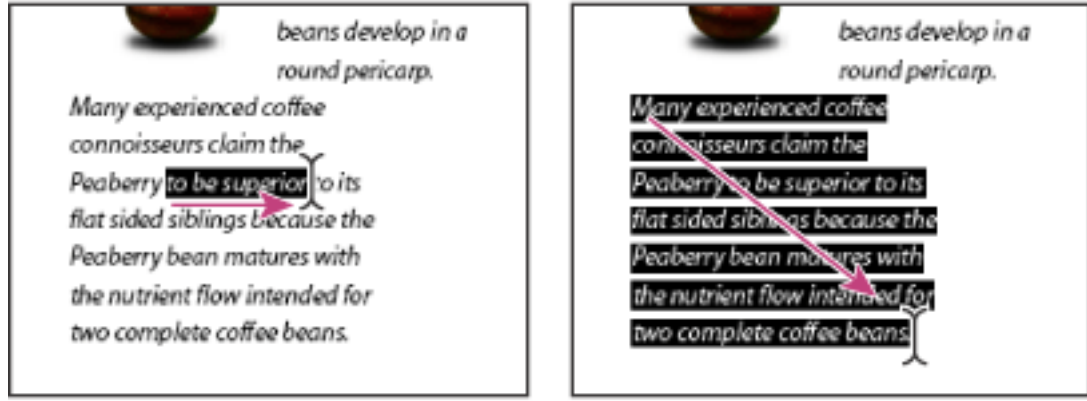 beans develop in a
round pericarp.
Many experienced coffee
connoisseurs claim the
Peaberry to be superior to its
flat sided siblings because the
Peaberry bean matures with
the nutrient flow intended for
two complete coffee beans.
beans develop in a
round pericarp.
Many experienced coffee
connoisseurs claim the
Peaberry to be superior to its
flat sided siblings because the
Peaberry bean matures with
the nutrient flow intended for
two complete coffee beans.